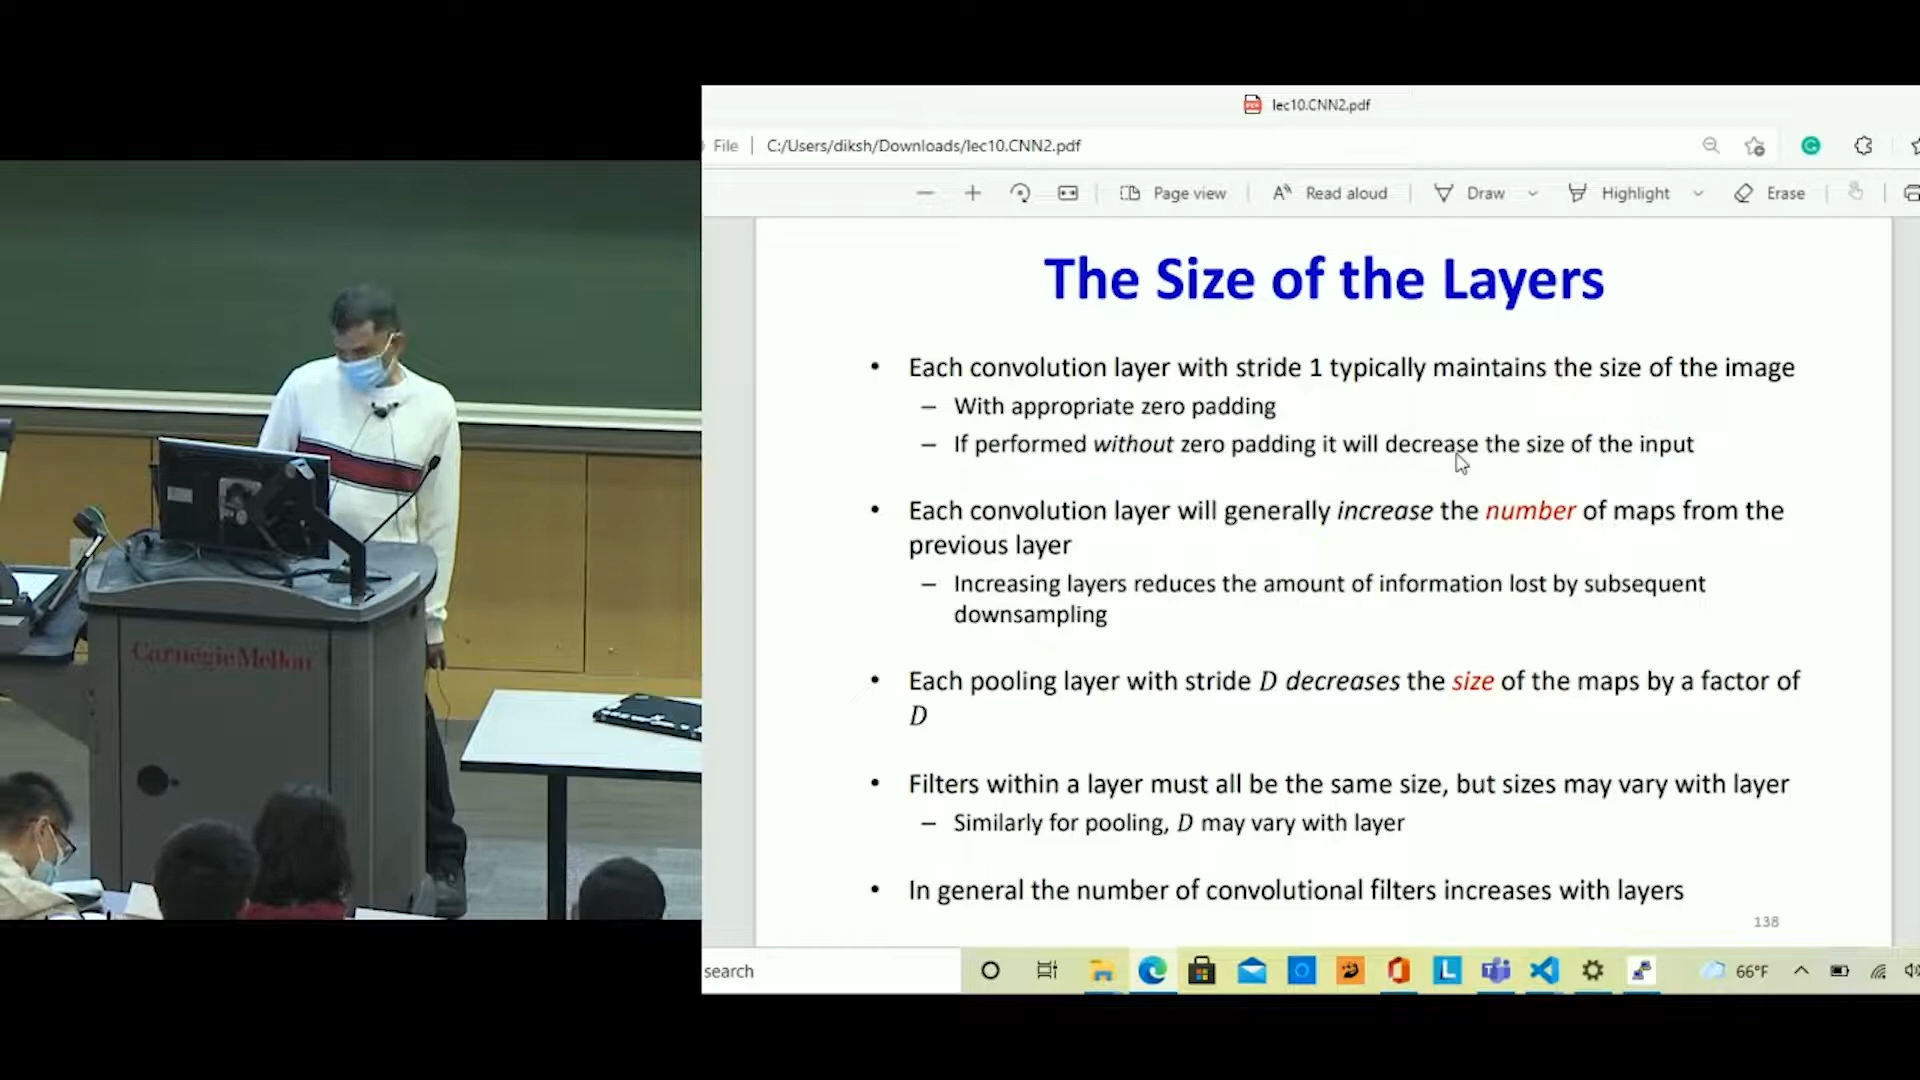 lec10.CNN2.pdf
File | C:/Users/diksh/Downloads/lec10.CNN2.pdf
Page view
Read aloud
Draw
Highlight
Erase
The Size of the Layers
• Each convolution layer with stride 1 typically maintains the size of the image
– With appropriate zero padding
– If performed without zero padding it will decrease the size of the input
• Each convolution layer will generally increase the number of maps from the
previous layer
– Increasing layers reduces the amount of information lost by subsequent
downsampling
• Each pooling layer with stride D decreases the size of the maps by a factor of
D
• Filters within a layer must all be the same size, but sizes may vary with layer
– Similarly for pooling, D may vary with layer
• In general the number of convolutional filters increases with layers
138
search
66°F
Carnegie Mellon